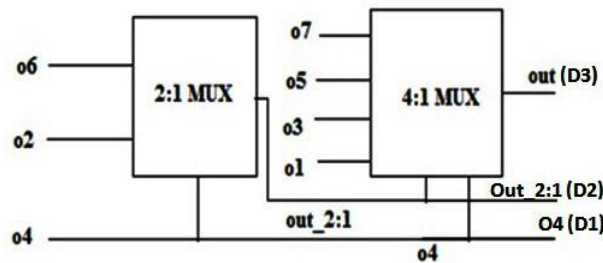 o6
o2
2:1 MUX
o7
o5
o3
o1
4:1 MUX
out (D3)
Out_2:1 (D2)
out_2:1
O4 (D1)
o4
o4